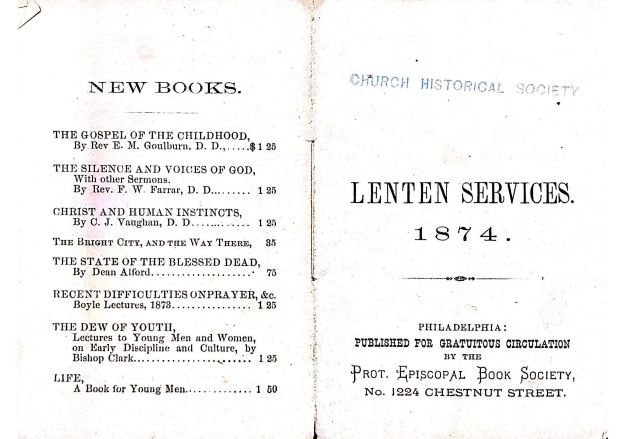 NEW BOOKS.
THE GOSPEL OF THE CHILDHOOD,
By Rev E. M. Goulburn, D. D.,.....$1 25
THE SILENCE AND VOICES OF GOD,
With other Sermons.
By Rev. F. W. Farrar, D. D........ 1 25
CHRIST AND HUMAN INSTINCTS,
By C. J. Vaughan, D. D.......... 1 25
THE BRIGHT CITY, AND THE WAY THERE, 35
THE STATE OF THE BLESSED DEAD,
By Dean Alford.................... 75
RECENT DIFFICULTIES ONPRAYER, &c.
Boyle Lectures, 1873................ 1 25
THE DEW OF YOUTH,
Lectures to Young Men and Women,
on Early Discipline and Culture, by
Bishop Clark........................ 1 25
LIFE,
A Book for Young Men............. 1 50
CHURCH HISTORICAL SOCIETY
LENTEN SERVICES.
1874.
PHILADELPHIA:
PUBLISHED FOR GRATUITOUS CIRCULATION
BY THE
PROT. EPISCOPAL BOOK SOCIETY,
No. 1224 CHESTNUT STREET.